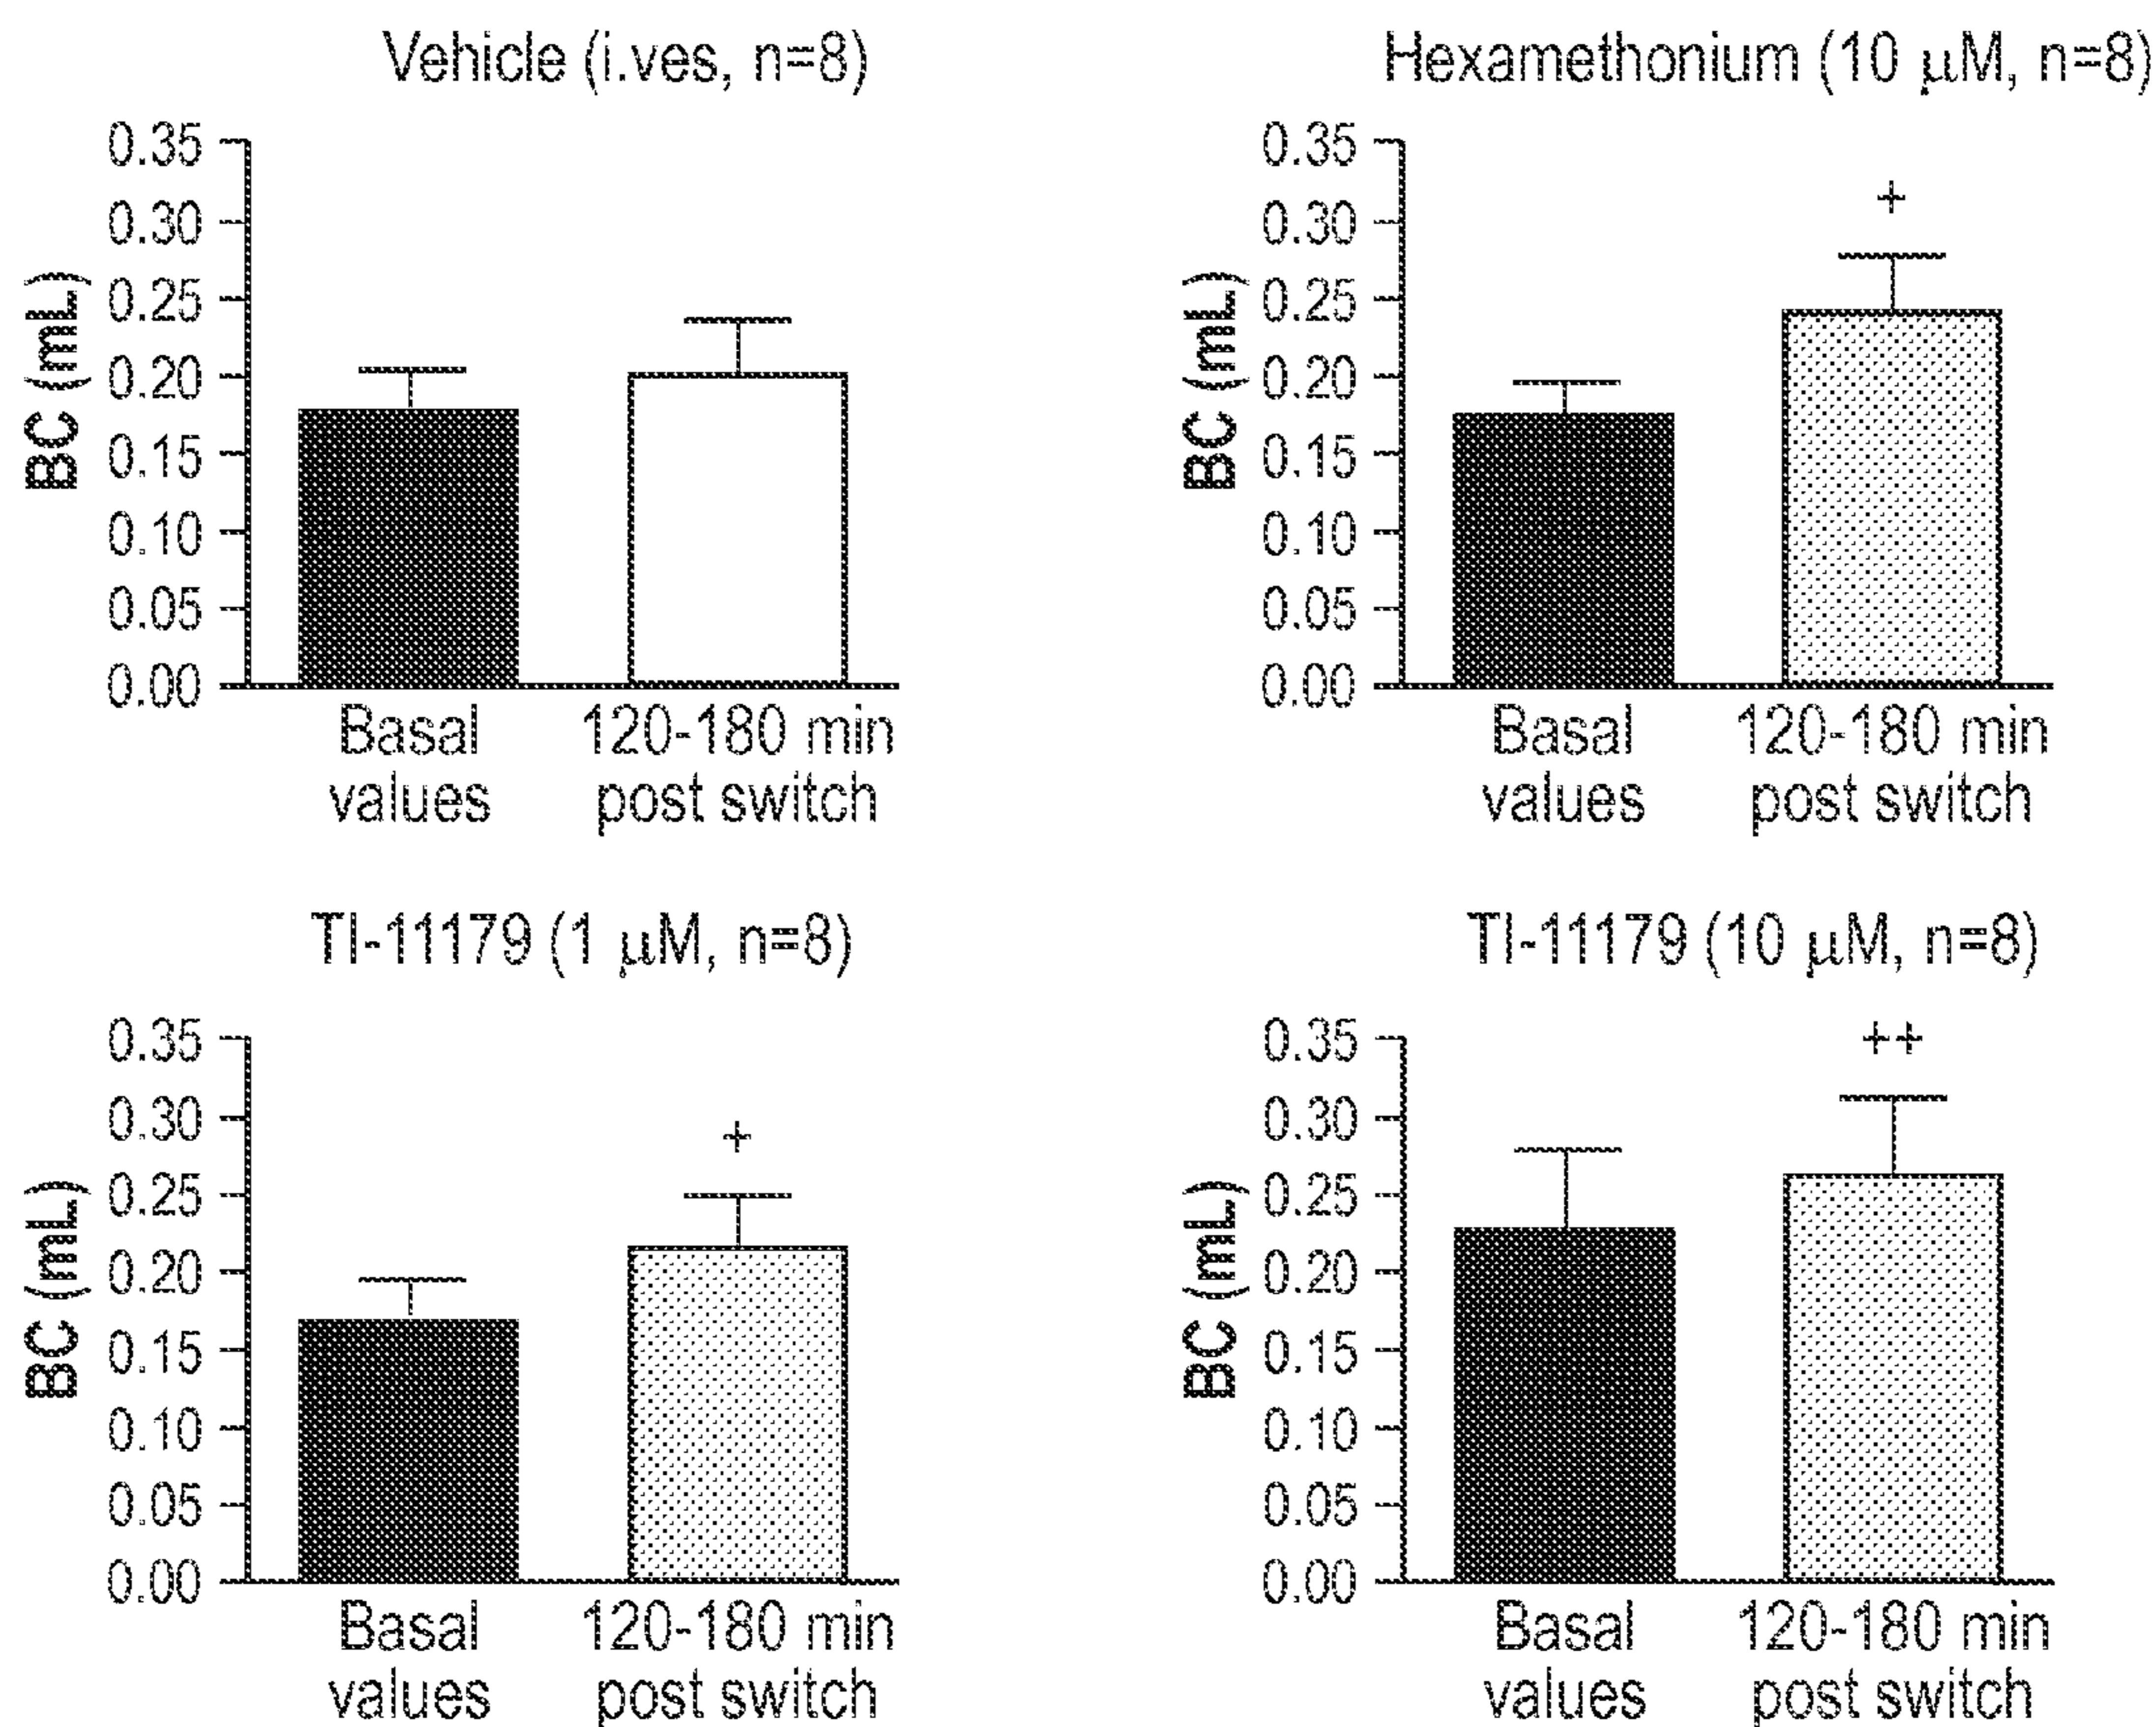 Vehicle (i.ves, n=8)
BC (mL)
0.35
0.30
0.25
0.20
0.15
0.10
0.05
0.00
Basal values
120-180 min post switch
Hexamethonium (10 μM, n=8)
BC (mL)
0.35
0.30
0.25
0.20
0.15
0.10
0.05
0.00
+
Basal values
120-180 min post switch
TI-11179 (1 μM, n=8)
BC (mL)
0.35
0.30
0.25
0.20
0.15
0.10
0.05
0.00
+
Basal values
120-180 min post switch
TI-11179 (10 μM, n=8)
BC (mL)
0.35
0.30
0.25
0.20
0.15
0.10
0.05
0.00
++
Basal values
120-180 min post switch